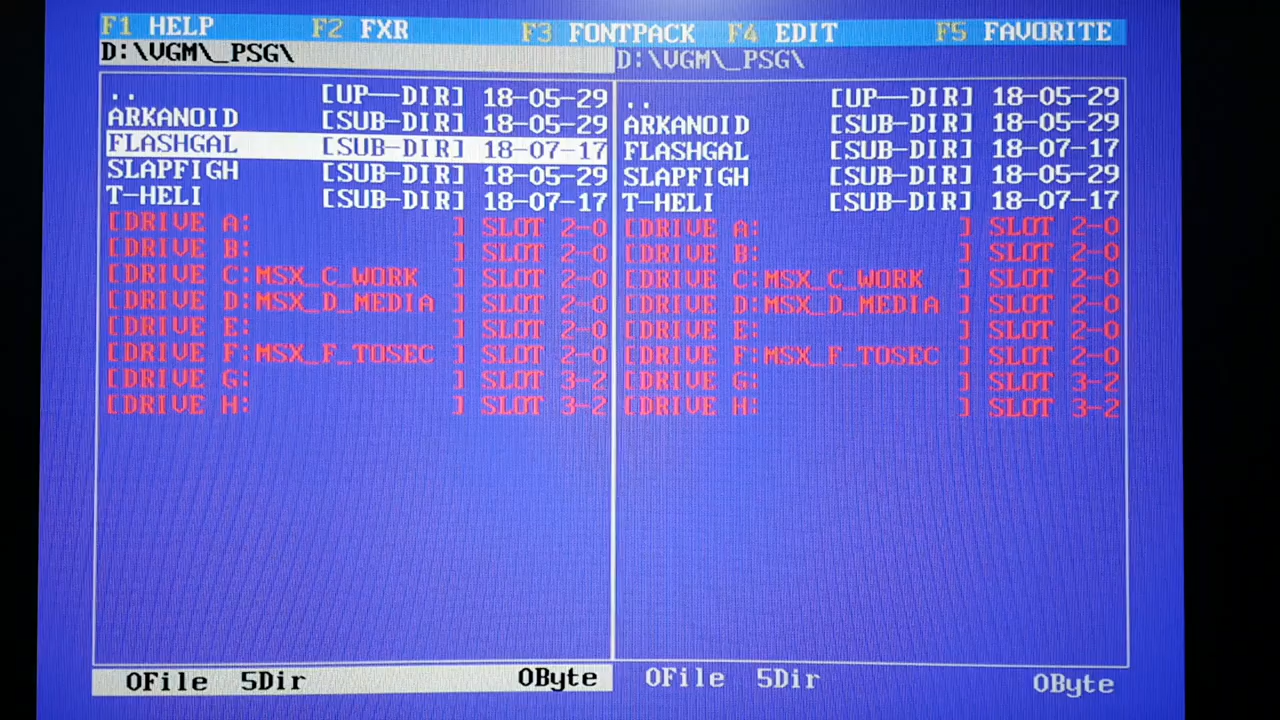 F1 HELP F2 FXR F3 FONTPACK F4 EDIT F5 FAVORITE
D:\VGM\_PSG\ D:\VGM\_PSG\
.. [UP—DIR] 18-05-29 .. [UP—DIR] 18-05-29
ARKANOID [SUB-DIR] 18-05-29 ARKANOID [SUB-DIR] 18-05-29
FLASHGAL [SUB-DIR] 18-07-17 FLASHGAL [SUB-DIR] 18-07-17
SLAPFIGH [SUB-DIR] 18-05-29 SLAPFIGH [SUB-DIR] 18-05-29
T-HELI [SUB-DIR] 18-07-17 T-HELI [SUB-DIR] 18-07-17
[DRIVE A: ] SLOT 2-0 [DRIVE A: ] SLOT 2-0
[DRIVE B: ] SLOT 2-0 [DRIVE B: ] SLOT 2-0
[DRIVE C:MSX_C_WORK ] SLOT 2-0 [DRIVE C:MSX_C_WORK ] SLOT 2-0
[DRIVE D:MSX_D_MEDIA ] SLOT 2-0 [DRIVE D:MSX_D_MEDIA ] SLOT 2-0
[DRIVE E: ] SLOT 2-0 [DRIVE E: ] SLOT 2-0
[DRIVE F:MSX_F_TOSEC ] SLOT 2-0 [DRIVE F:MSX_F_TOSEC ] SLOT 2-0
[DRIVE G: ] SLOT 3-2 [DRIVE G: ] SLOT 3-2
[DRIVE H: ] SLOT 3-2 [DRIVE H: ] SLOT 3-2
0File 5Dir 0Byte 0File 5Dir 0Byte